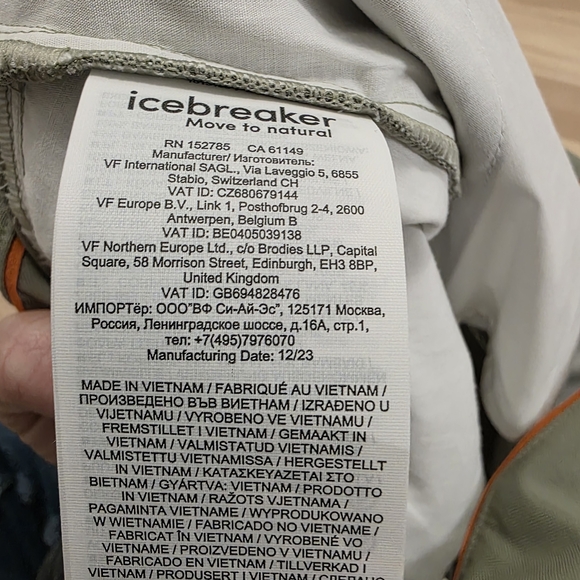 icebreaker
Move to natural
RN 152785 CA 61149
Manufacturer/ Изготовитель:
VF International SAGL., Via Laveggio 5, 6855
Stabio, Switzerland CH
VAT ID: CZ680679144
VF Europe B.V., Link 1, Posthofbrug 2-4, 2600
Antwerpen, Belgium B
VAT ID: BE0405039138
VF Northern Europe Ltd., c/o Brodies LLP, Capital
Square, 58 Morrison Street, Edinburgh, EH3 8BP,
United Kingdom
VAT ID: GB694828476
ИМПОРТёр: ООО"ВФ Си-Ай-Эс", 125171 Москва,
Россия, Ленинградское шоссе, д.16А, стр.1,
тел: +7(495)7976070
Manufacturing Date: 12/23
MADE IN VIETNAM / FABRIQUÉ AU VIETNAM /
ПРОИЗВЕДЕНО ВЪВ ВИЕТНАМ / IZRAĐENO U
VIJETNAMU / VYROBENO VE VIETNAMU /
FREMSTILLET I VIETNAM / GEMAAKT IN
VIETNAM / VALMISTATUD VIETNAMIS /
VALMISTETTU VIETNAMISSA / HERGESTELLT
IN VIETNAM / ΚΑΤΑΣΚΕΥΑΖΕΤΑΙ ΣΤΟ
ΒΙΕΤΝΑΜ / GYÁRTVA: VIETNAM / PRODOTTO
IN VIETNAM / RAŽOTS VJETNAMA /
PAGAMINTA VIETNAME / WYPRODUKOWANO
W WIETNAMIE / FABRICADO NO VIETNAME /
FABRICAT ÎN VIETNAM / VYROBENÉ VO
VIETNAME / PROIZVEDENO V VIETNAMU /
FABRICADO EN VIETNAM / TILLVERKAD I
VIETNAM / PRODUSERT I VIETNAM / СДЕЛАНО